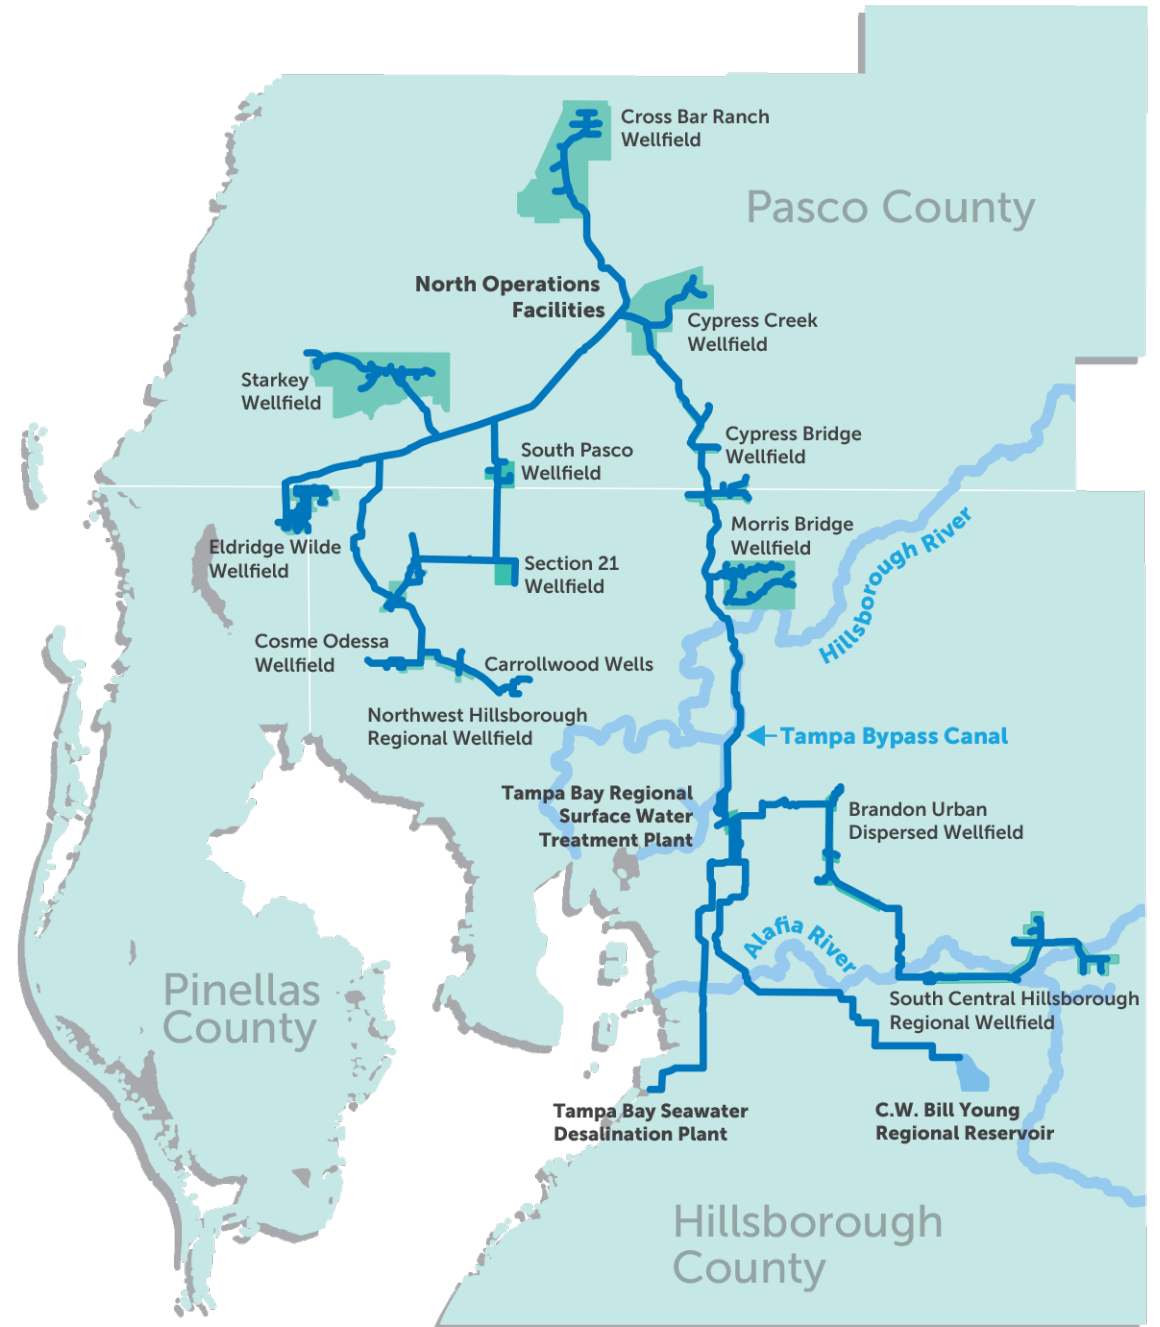 Cross Bar Ranch
Wellfield
Pasco County
North Operations
Facilities
Cypress Creek
Wellfield
Starkey
Wellfield
Cypress Bridge
Wellfield
South Pasco
Wellfield
Morris Bridge
Wellfield
Hillsborough River
Eldridge Wilde
Wellfield
Section 21
Wellfield
Cosme Odessa
Wellfield
Carrollwood Wells
Northwest Hillsborough
Regional Wellfield
Tampa Bypass Canal
Tampa Bay Regional
Surface Water
Treatment Plant
Brandon Urban
Dispersed Wellfield
Alafia River
Pinellas
County
South Central Hillsborough
Regional Wellfield
Tampa Bay Seawater
Desalination Plant
C.W. Bill Young
Regional Reservoir
Hillsborough
County